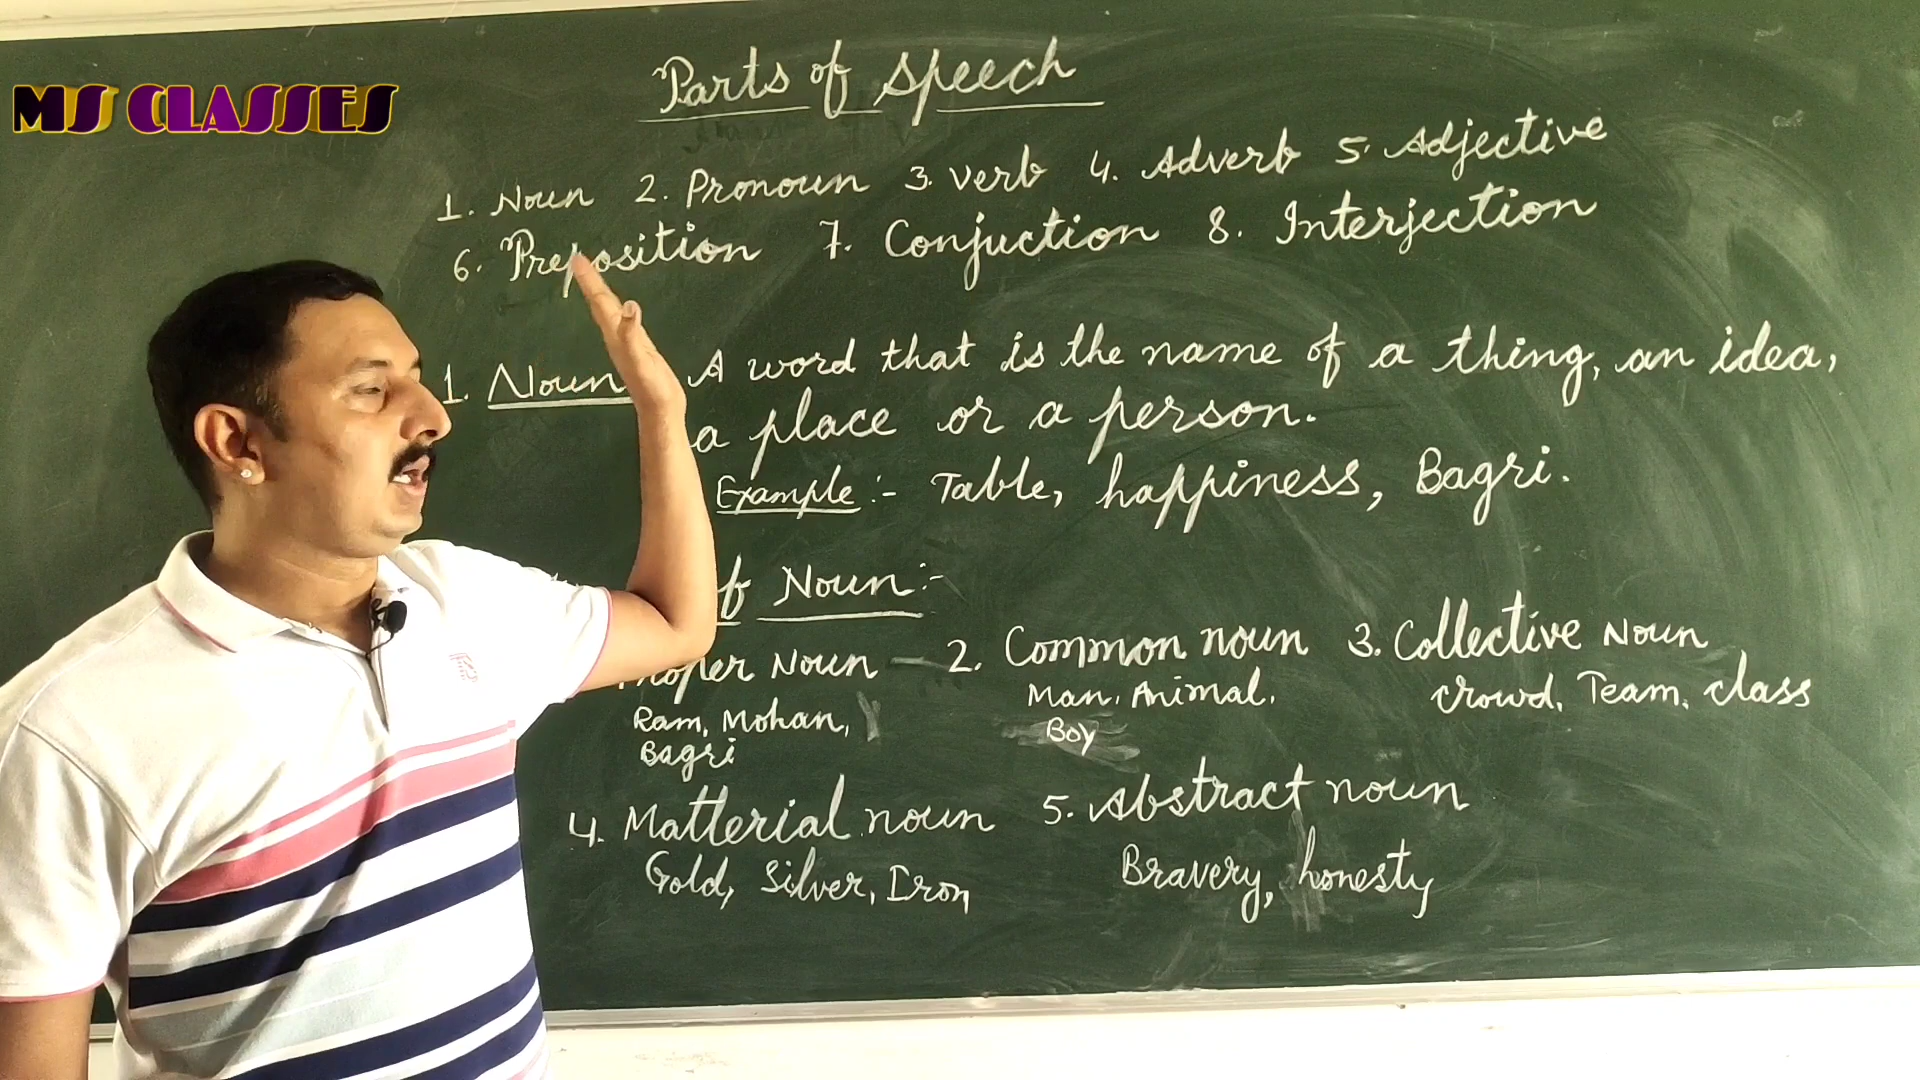 MS CLASSES
Parts of speech
1. Noun 2. Pronoun 3. Verb 4. Adverb 5. Adjective
6. Preposition 7. Conjuction 8. Interjection
1. Noun A word that is the name of a thing, an idea,
a place or a person.
Example :- Table, happiness, Bagri.
of Noun :-
Proper Noun - 2. Common noun 3. Collective Noun
Ram, Mohan, Man, Animal, crowd, Team, class
Bagri Boy
4. Matterial noun 5. Abstract noun
Gold, Silver, Iron Bravery, honesty